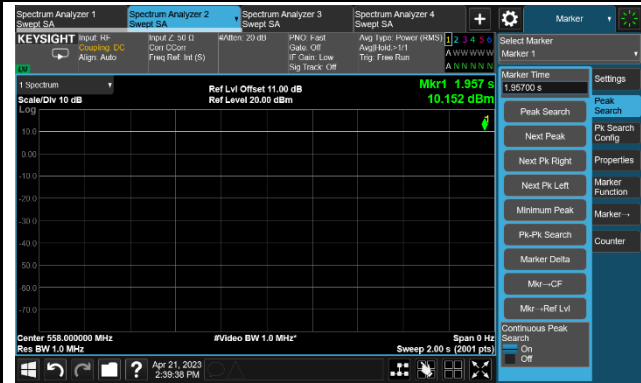 Spectrum Analyzer 1
Swept SA
Spectrum Analyzer 2
Swept SA
Spectrum Analyzer 3
Swept SA
Spectrum Analyzer 4
Swept SA
+
Marker
KEYSIGHT
Input: RF
Coupling: DC
Align: Auto
Input Z: 50 Ω
Corr CCorr
Freq Ref: Int (S)
#Atten: 20 dB
PNO: Fast
Gate: Off
IF Gain: Low
Sig Track: Off
Avg Type: Power (RMS)
Avg|Hold:>1/1
Trig: Free Run
1 2 3 4 5 6
A W W W W W
A N N N N N
Select Marker
Marker 1
LXI
1 Spectrum
Ref Lvl Offset 11.00 dB
Mkr1 1.957 s
Scale/Div 10 dB
Ref Level 20.00 dBm
10.152 dBm
Log
1
10.0
0.00
-10.0
-20.0
-30.0
-40.0
-50.0
-60.0
-70.0
Center 558.000000 MHz
#Video BW 1.0 MHz*
Span 0 Hz
Res BW 1.0 MHz
Sweep 2.00 s (2001 pts)
Marker Time
1.95700 s
Peak Search
Next Peak
Next Pk Right
Next Pk Left
Minimum Peak
Pk-Pk Search
Marker Delta
Mkr→CF
Mkr→Ref Lvl
Continuous Peak
Search
On
Off
Settings
Peak
Search
Pk Search
Config
Properties
Marker
Function
Marker→
Counter
?
Apr 21, 2023
2:39:38 PM